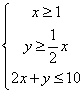 x ≥ 1
y ≥ 1/2 x
2x + y ≤ 10